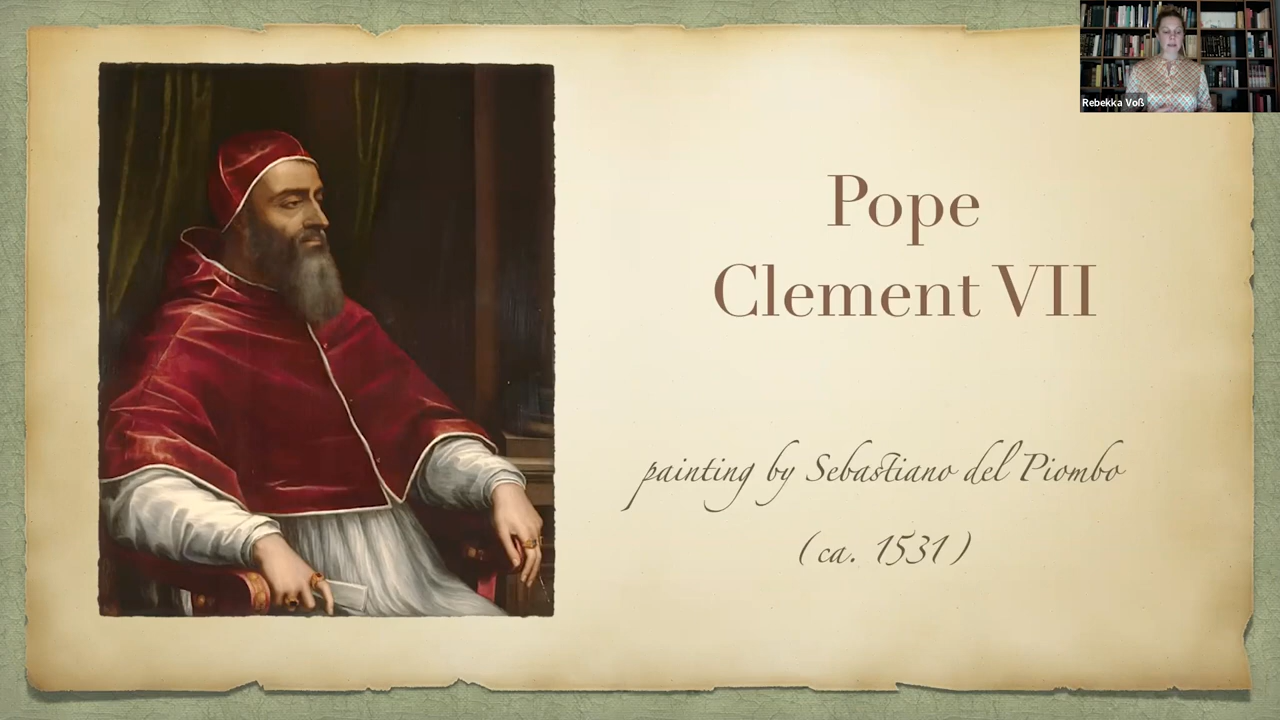 Pope
Clement VII
painting by Sebastiano del Piombo
(ca. 1531)
Rebekka Voß